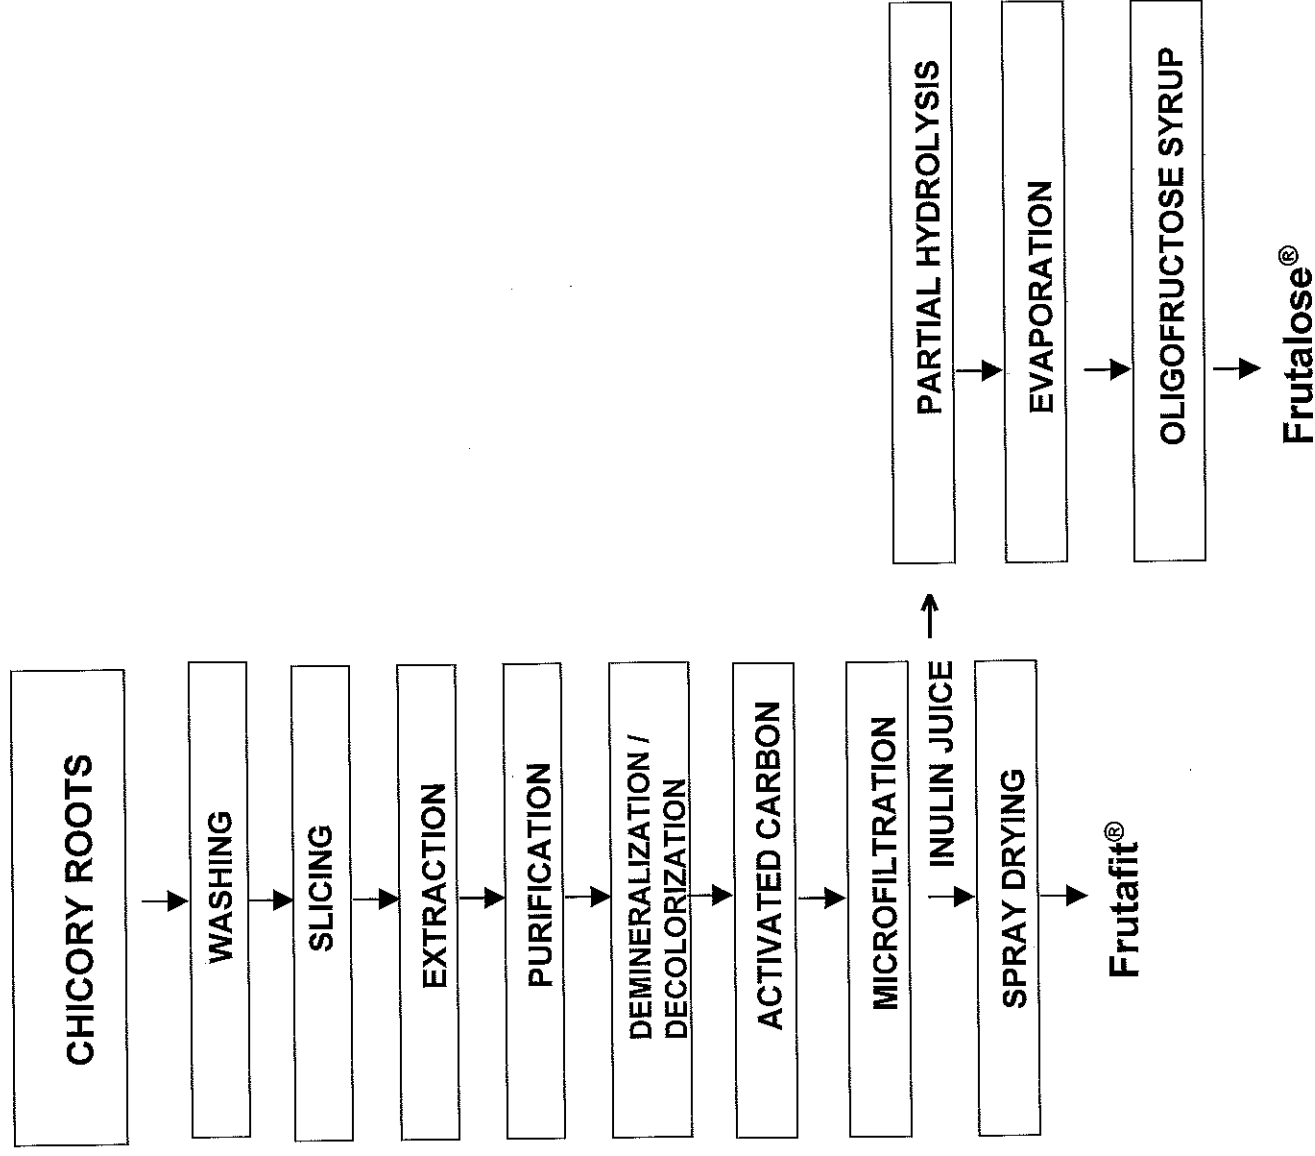 CHICORY ROOTS
WASHING
SLICING
EXTRACTION
PURIFICATION
DEMINERALIZATION /
DECOLORIZATION
ACTIVATED CARBON
MICROFILTRATION
INULIN JUICE
SPRAY DRYING
Frutafit®
PARTIAL HYDROLYSIS
EVAPORATION
OLIGOFRUCTOSE SYRUP
Frutalose®